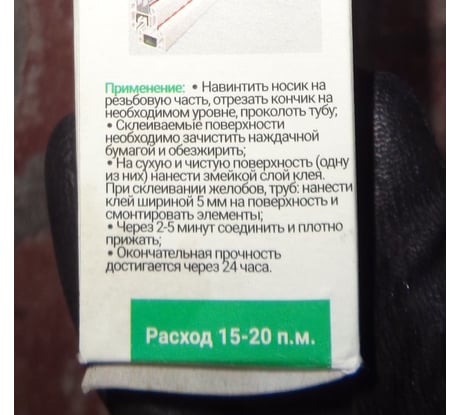 Применение: • Навинтить носик на
резьбовую часть, отрезать кончик на
необходимом уровне, проколоть тубу;
• Склеиваемые поверхности
необходимо зачистить наждачной
бумагой и обезжирить;
• На сухую и чистую поверхность (одну
из них) нанести змейкой слой клея.
При склеивании желобов, труб: нанести
клей шириной 5 мм на поверхность и
смонтировать элементы;
• Через 2-5 минут соединить и плотно
прижать;
• Окончательная прочность
достигается через 24 часа.
Расход 15-20 п.м.